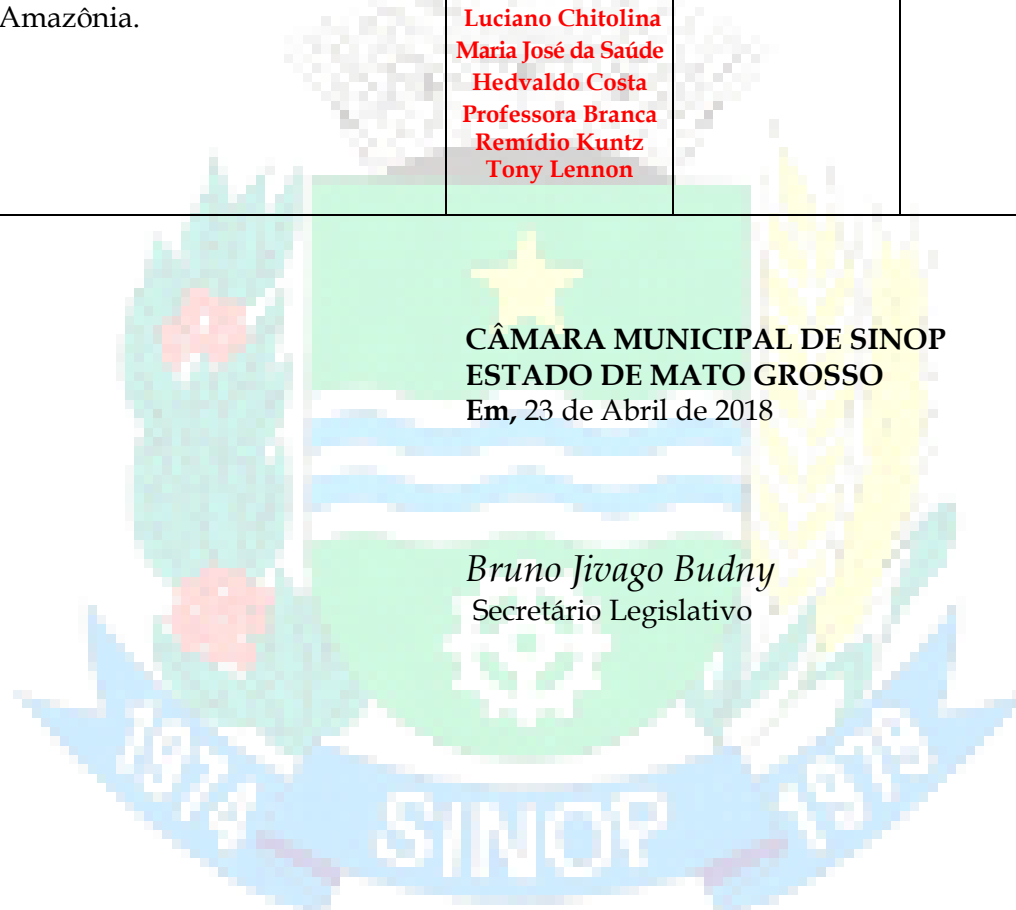 Amazônia.
Luciano Chitolina
Maria José da Saúde
Hedvaldo Costa
Professora Branca
Remídio Kuntz
Tony Lennon
CÂMARA MUNICIPAL DE SINOP
ESTADO DE MATO GROSSO
Em, 23 de Abril de 2018
Bruno Jivago Budny
Secretário Legislativo
1974 SINOP 1979